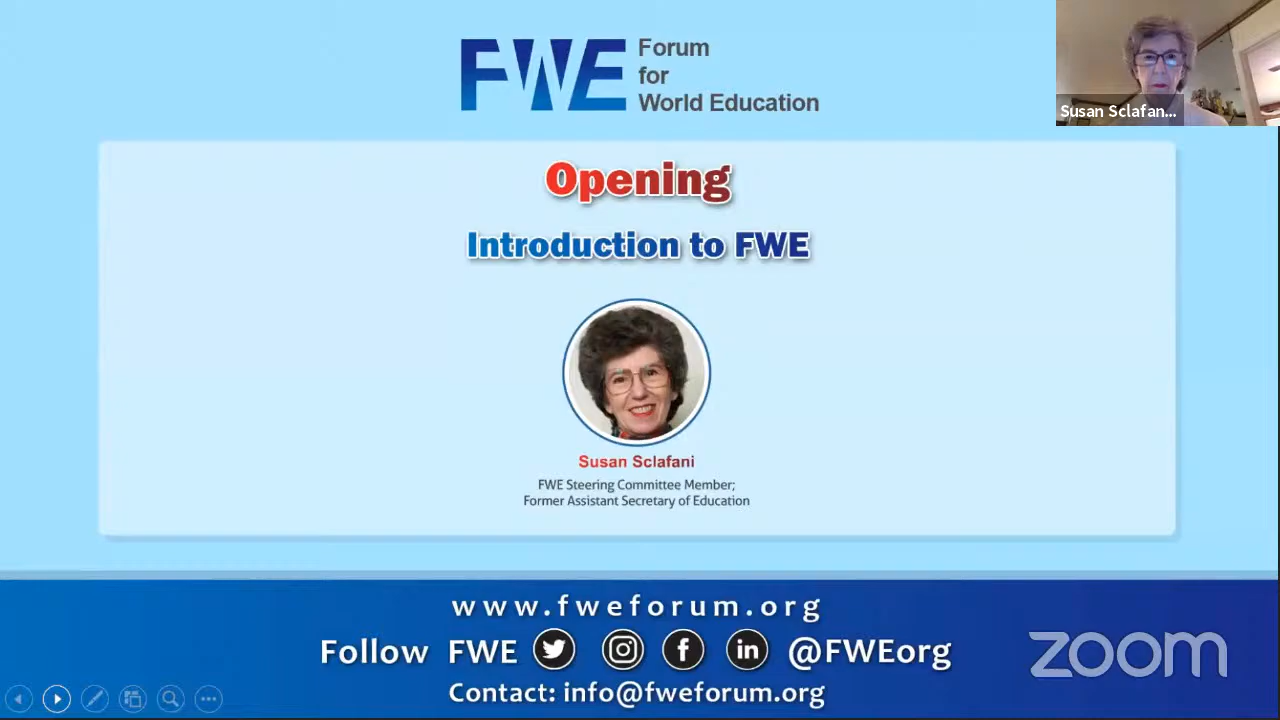 FWE
Forum
for
World Education
Susan Sclafan...
Opening
Introduction to FWE
Susan Sclafani
FWE Steering Committee Member;
Former Assistant Secretary of Education
www.fweforum.org
Follow FWE @FWEorg
zoom
Contact: info@fweforum.org